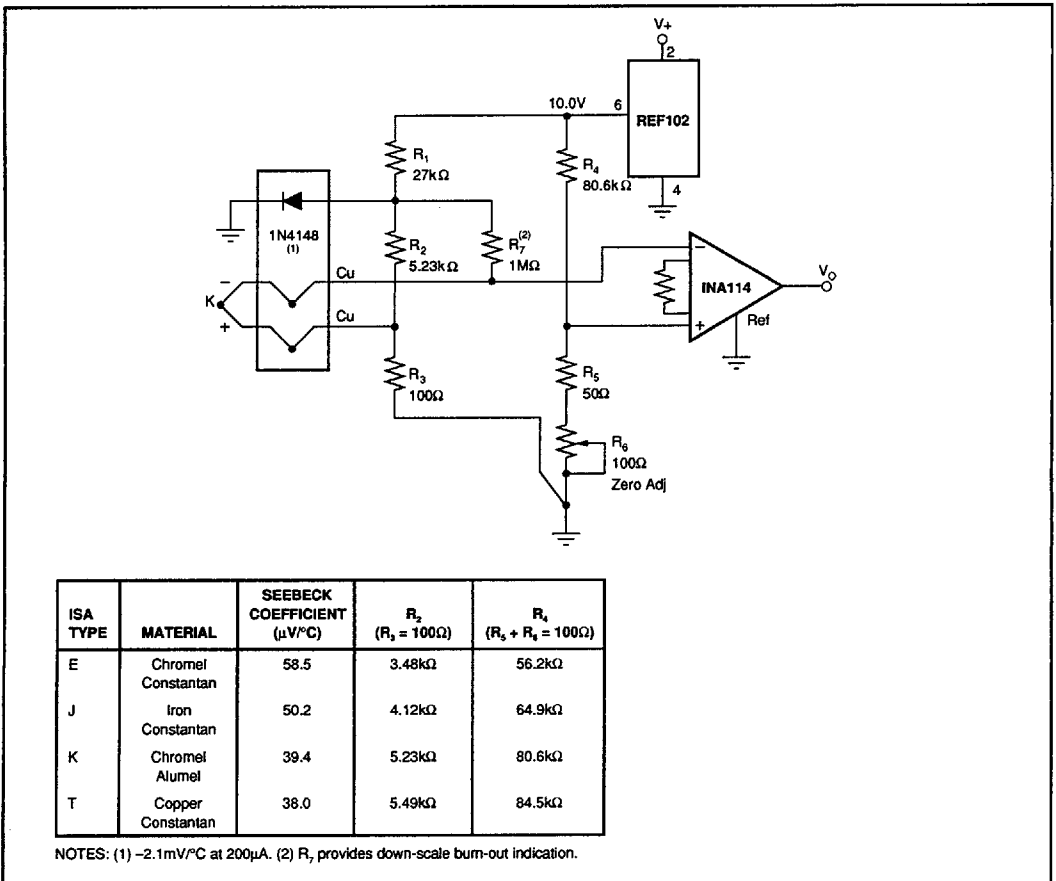 V+
2
10.0V
6
REF102
4
R1
27kΩ
R4
80.6kΩ
1N4148
(1)
R2
5.23kΩ
R7(2)
1MΩ
Cu
−
K
+
Cu
−
INA114
+
VO
Ref
R3
100Ω
R5
50Ω
R6
100Ω
Zero Adj
ISA TYPE
MATERIAL
SEEBECK COEFFICIENT (µV/°C)
R2 (R3 = 100Ω)
R4 (R5 + R6 = 100Ω)
E
Chromel
Constantan
58.5
3.48kΩ
56.2kΩ
J
Iron
Constantan
50.2
4.12kΩ
64.9kΩ
K
Chromel
Alumel
39.4
5.23kΩ
80.6kΩ
T
Copper
Constantan
38.0
5.49kΩ
84.5kΩ
NOTES: (1) −2.1mV/°C at 200µA. (2) R7 provides down-scale burn-out indication.